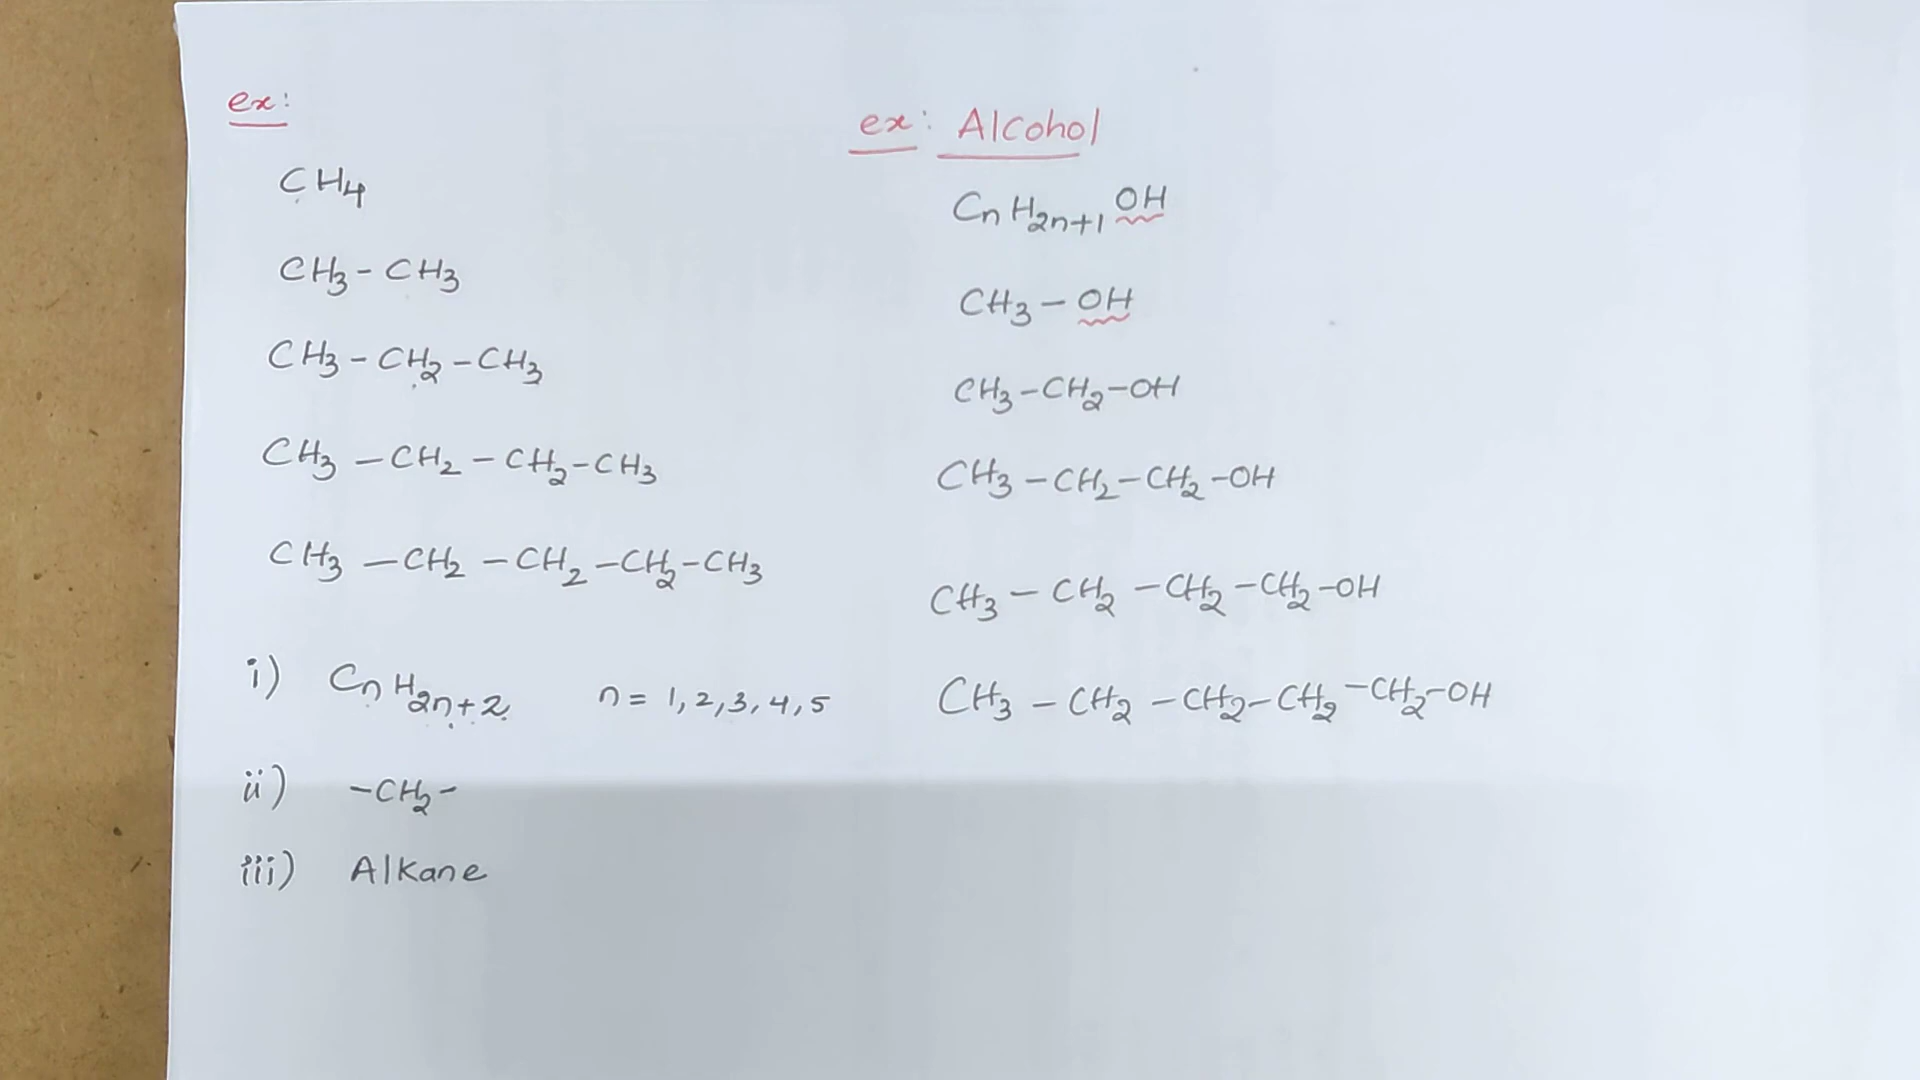 ex:
CH4
CH3 - CH3
CH3 - CH2 - CH3
CH3 - CH2 - CH2 - CH3
CH3 - CH2 - CH2 - CH2 - CH3
i) CnH2n+2 n = 1, 2, 3, 4, 5
ii) -CH2-
iii) Alkane
ex: Alcohol
CnH2n+1 OH
CH3 - OH
CH3 - CH2 - OH
CH3 - CH2 - CH2 - OH
CH3 - CH2 - CH2 - CH2 - OH
CH3 - CH2 - CH2 - CH2 - CH2 - OH